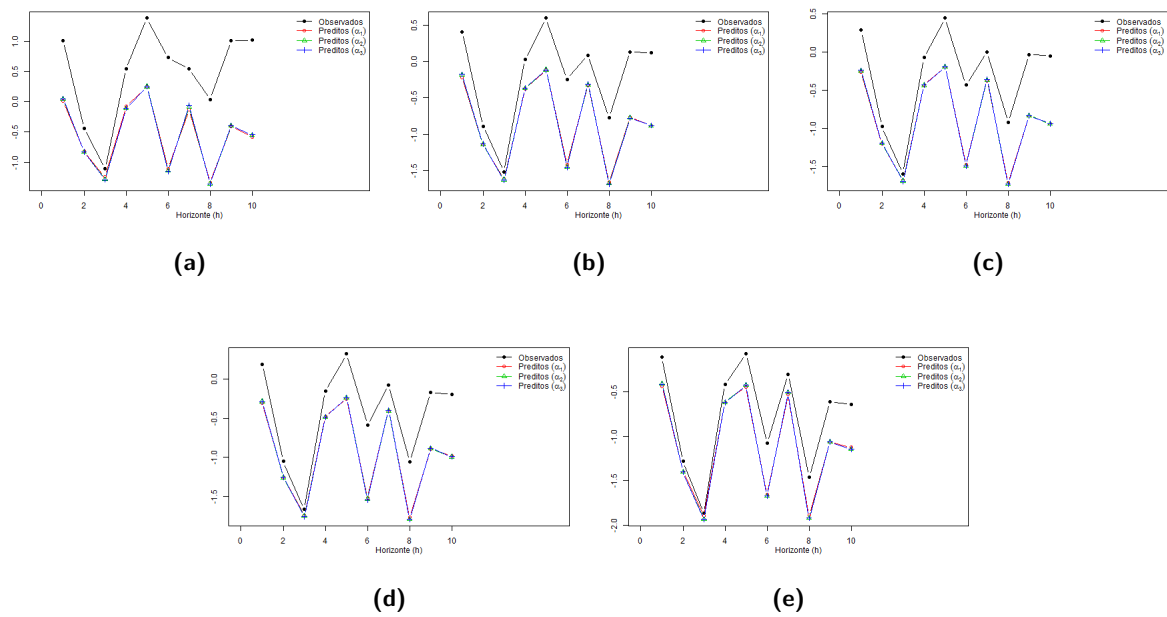 Observados
Preditos (α1)
Preditos (α2)
Preditos (α3)
1.0
0.5
0.0
-0.5
-1.0
0 2 4 6 8 10
Horizonte (h)
(a)
Observados
Preditos (α1)
Preditos (α2)
Preditos (α3)
0.5
0.0
-0.5
-1.0
-1.5
0 2 4 6 8 10
Horizonte (h)
(b)
Observados
Preditos (α1)
Preditos (α2)
Preditos (α3)
0.5
0.0
-0.5
-1.0
-1.5
0 2 4 6 8 10
Horizonte (h)
(c)
Observados
Preditos (α1)
Preditos (α2)
Preditos (α3)
0.0
-0.5
-1.0
-1.5
0 2 4 6 8 10
Horizonte (h)
(d)
Observados
Preditos (α1)
Preditos (α2)
Preditos (α3)
-0.5
-1.0
-1.5
-2.0
0 2 4 6 8 10
Horizonte (h)
(e)